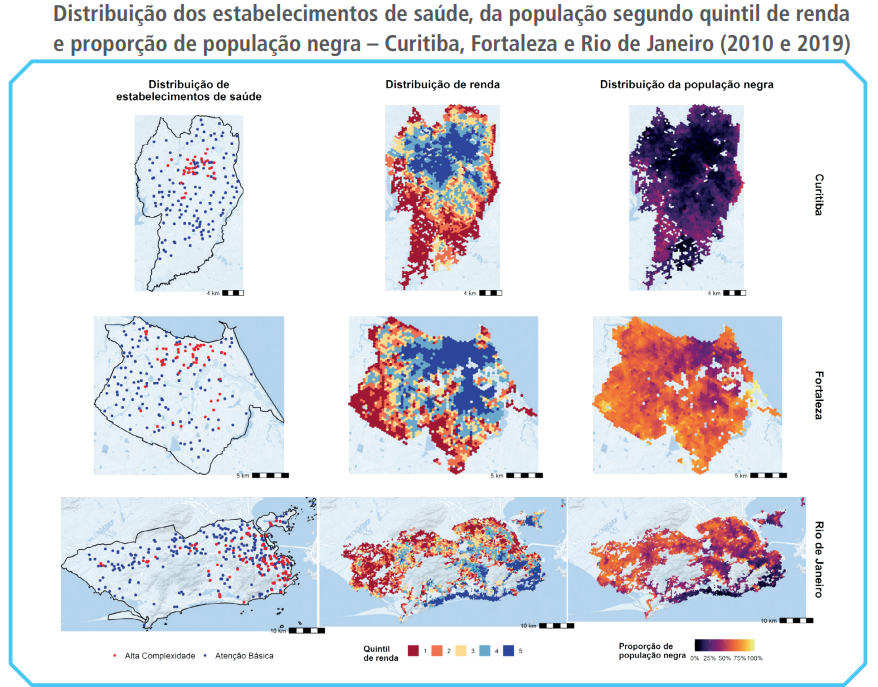 Distribuição dos estabelecimentos de saúde, da população segundo quintil de renda
e proporção de população negra – Curitiba, Fortaleza e Rio de Janeiro (2010 e 2019)
Distribuição de
estabelecimentos de saúde
Distribuição de renda
Distribuição da população negra
4 km
4 km
4 km
Curitiba
5 km
5 km
5 km
Fortaleza
10 km
10 km
10 km
Rio de Janeiro
Alta Complexidade
Atenção Básica
Quintil
de renda
1 2 3 4 5
Proporção de
população negra
0% 25% 50% 75% 100%